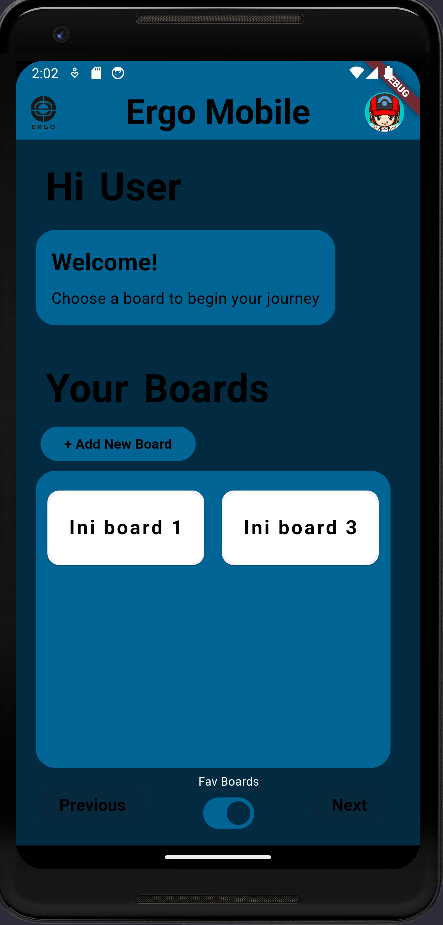 2:02
DEBUG
ERGO
Ergo Mobile
Hi User
Welcome!
Choose a board to begin your journey
Your Boards
+ Add New Board
Ini board 1
Ini board 3
Fav Boards
Previous
Next